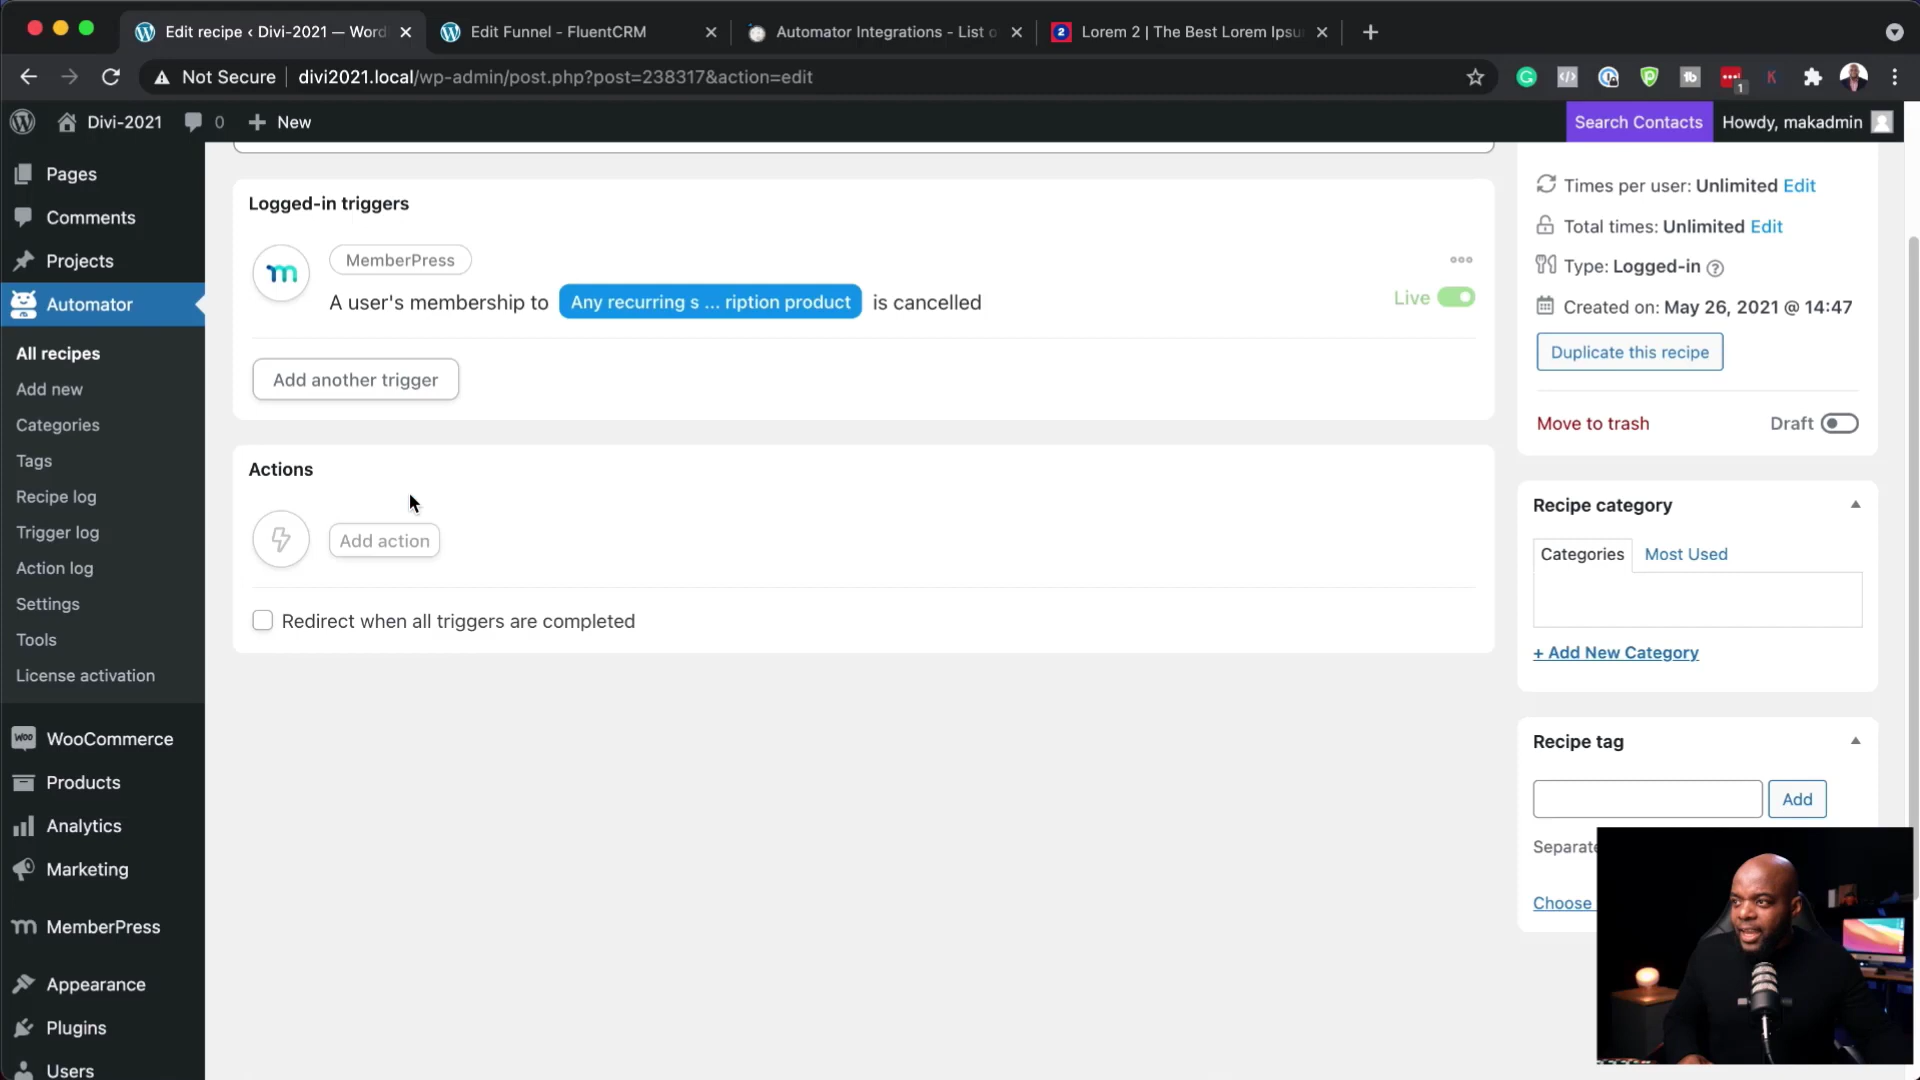 Edit recipe ‹ Divi-2021 — Word
Edit Funnel - FluentCRM
Automator Integrations - List o
2
Lorem 2 | The Best Lorem Ipsu
Not Secure
divi2021.local/wp-admin/post.php?post=238317&action=edit
1
Divi-2021
0
New
Search Contacts
Howdy, makadmin
Pages
Comments
Projects
Automator
All recipes
Add new
Categories
Tags
Recipe log
Trigger log
Action log
Settings
Tools
License activation
Woo
WooCommerce
Products
Analytics
Marketing
MemberPress
Appearance
Plugins
Users
Logged-in triggers
MemberPress
A user's membership to Any recurring s ... ription product is cancelled
Live
Add another trigger
Actions
Add action
Redirect when all triggers are completed
Times per user: Unlimited Edit
Total times: Unlimited Edit
Type: Logged-in ?
Created on: May 26, 2021 @ 14:47
Duplicate this recipe
Move to trash
Draft
Recipe category
Categories
Most Used
+ Add New Category
Recipe tag
Add
Separate
Choose